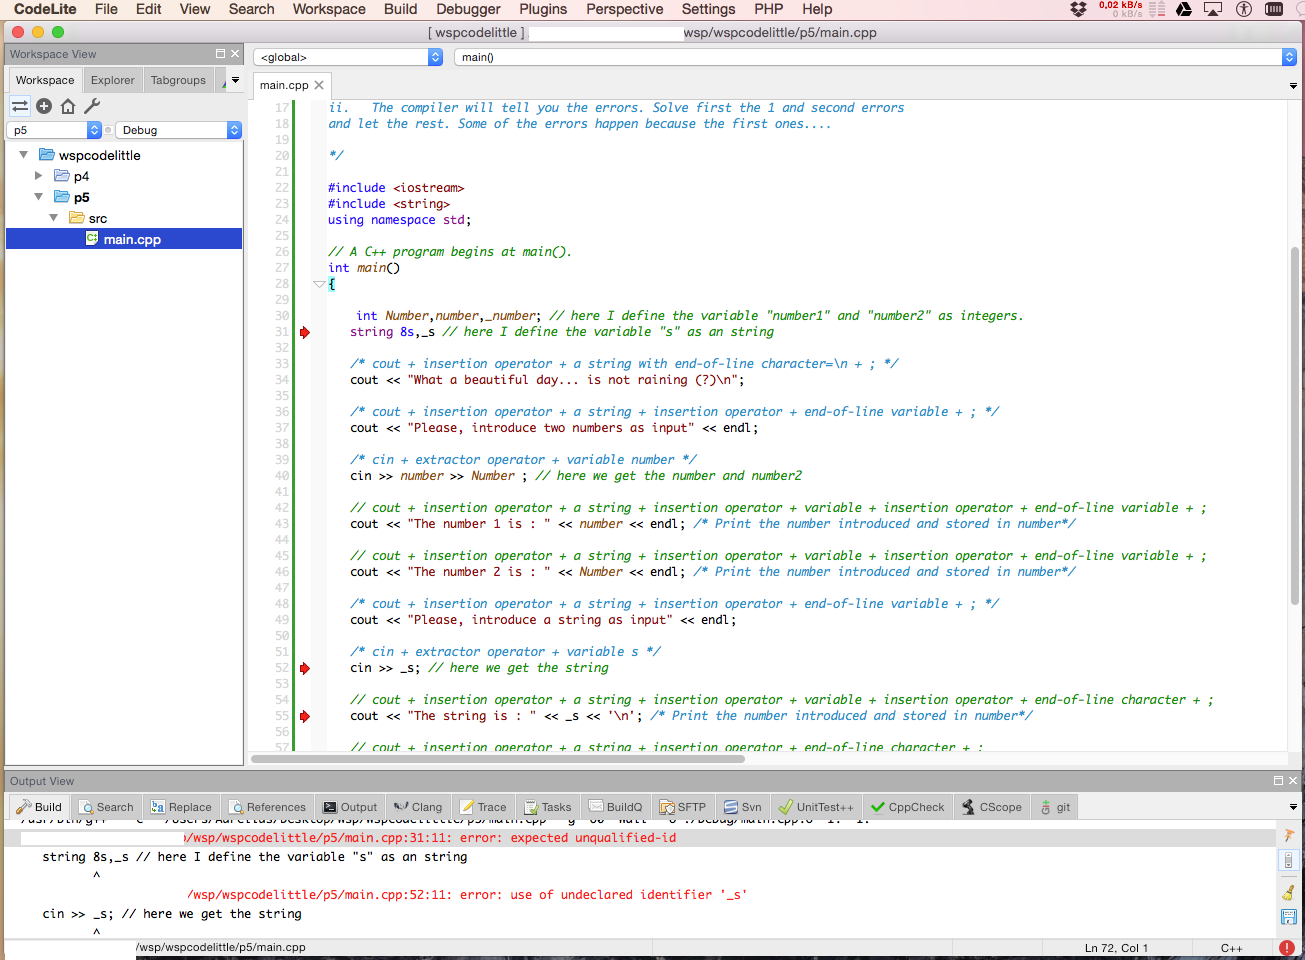 CodeLite File Edit View Search Workspace Build Debugger Plugins Perspective Settings PHP Help 0,02 kB/s
0 kB/s
[ wspcodelittle ] wsp/wspcodelittle/p5/main.cpp
Workspace View
<global> main()
Workspace Explorer Tabgroups
main.cpp
p5 Debug
wspcodelittle
p4
p5
src
main.cpp
17 ii. The compiler will tell you the errors. Solve first the 1 and second errors
18 and let the rest. Some of the errors happen because the first ones....
19
20 */
21
22 #include <iostream>
23 #include <string>
24 using namespace std;
25
26 // A C++ program begins at main().
27 int main()
28 {
29
30 int Number,number,_number; // here I define the variable "number1" and "number2" as integers.
31 string 8s,_s // here I define the variable "s" as an string
32
33 /* cout + insertion operator + a string with end-of-line character=\n + ; */
34 cout << "What a beautiful day... is not raining (?)\n";
35
36 /* cout + insertion operator + a string + insertion operator + end-of-line variable + ; */
37 cout << "Please, introduce two numbers as input" << endl;
38
39 /* cin + extractor operator + variable number */
40 cin >> number >> Number ; // here we get the number and number2
41
42 // cout + insertion operator + a string + insertion operator + variable + insertion operator + end-of-line variable + ;
43 cout << "The number 1 is : " << number << endl; /* Print the number introduced and stored in number*/
44
45 // cout + insertion operator + a string + insertion operator + variable + insertion operator + end-of-line variable + ;
46 cout << "The number 2 is : " << Number << endl; /* Print the number introduced and stored in number*/
47
48 /* cout + insertion operator + a string + insertion operator + end-of-line variable + ; */
49 cout << "Please, introduce a string as input" << endl;
50
51 /* cin + extractor operator + variable s */
52 cin >> _s; // here we get the string
53
54 // cout + insertion operator + a string + insertion operator + variable + insertion operator + end-of-line character + ;
55 cout << "The string is : " << _s << '\n'; /* Print the number introduced and stored in number*/
56
57 // cout + insertion operator + a string + insertion operator + end-of-line character + ;
Output View
Build Search Replace References Output Clang Trace Tasks BuildQ SFTP Svn UnitTest++ CppCheck CScope git
/wsp/wspcodelittle/p5/main.cpp:31:11: error: expected unqualified-id
string 8s,_s // here I define the variable "s" as an string
^
/wsp/wspcodelittle/p5/main.cpp:52:11: error: use of undeclared identifier '_s'
cin >> _s; // here we get the string
^
/wsp/wspcodelittle/p5/main.cpp Ln 72, Col 1 C++